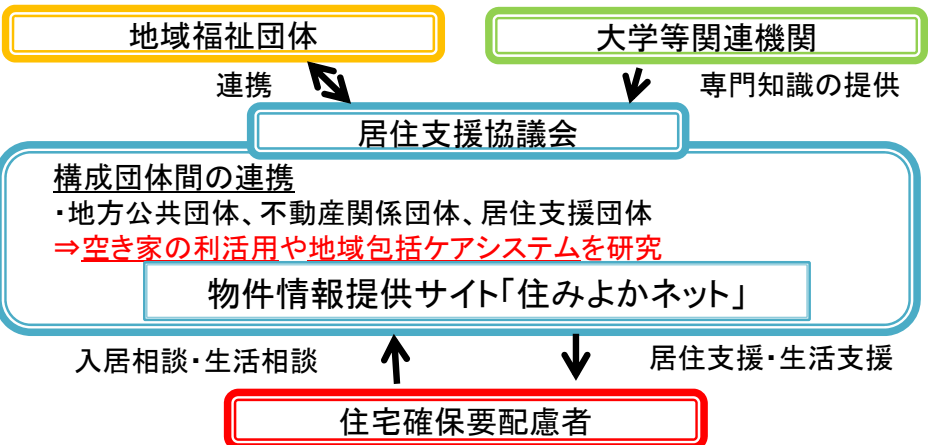 地域福祉団体
大学等関連機関
連携
専門知識の提供
居住支援協議会
構成団体間の連携
・地方公共団体、不動産関係団体、居住支援団体
⇒空き家の利活用や地域包括ケアシステムを研究
物件情報提供サイト「住みよかネット」
入居相談・生活相談
居住支援・生活支援
住宅確保要配慮者